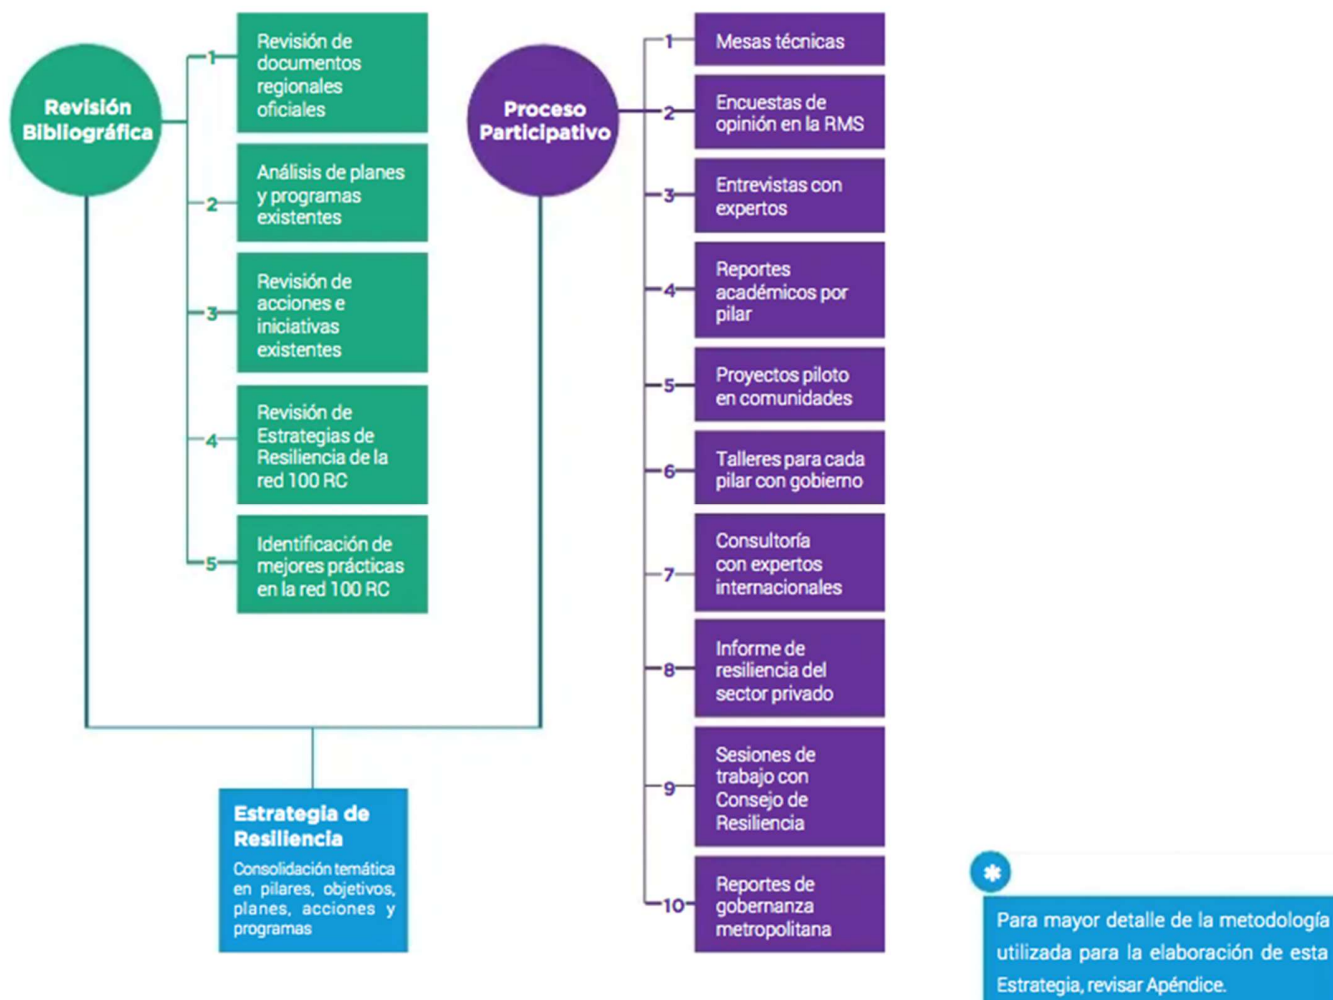 Revisión
Bibliográfica
1
Revisión de
documentos
regionales
oficiales
2
Análisis de planes
y programas
existentes
3
Revisión de
acciones e
iniciativas
existentes
4
Revisión de
Estrategias de
Resiliencia de la
red 100 RC
5
Identificación de
mejores prácticas
en la red 100 RC
Proceso
Participativo
1
Mesas técnicas
2
Encuestas de
opinión en la RMS
3
Entrevistas con
expertos
4
Reportes
académicos por
pilar
5
Proyectos piloto
en comunidades
6
Talleres para cada
pilar con gobierno
7
Consultoría
con expertos
internacionales
8
Informe de
resiliencia del
sector privado
9
Sesiones de
trabajo con
Consejo de
Resiliencia
10
Reportes de
gobernanza
metropolitana
Estrategia de
Resiliencia
Consolidación temática
en pilares, objetivos,
planes, acciones y
programas
*
Para mayor detalle de la metodología
utilizada para la elaboración de esta
Estrategia, revisar Apéndice.